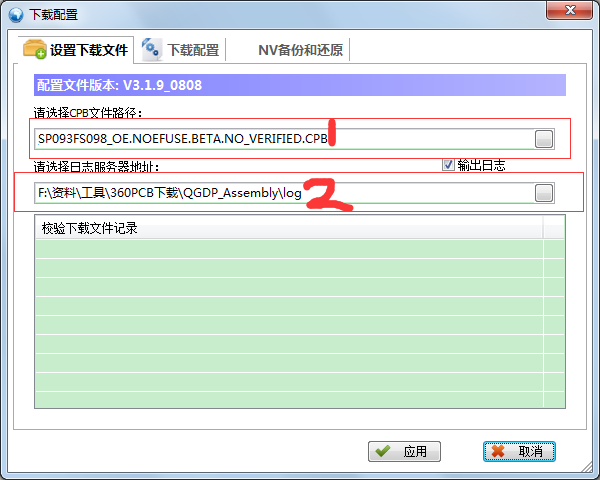 下载配置
设置下载文件 下载配置 NV备份和还原
配置文件版本: V3.1.9_0808
请选择CPB文件路径:
SP093FS098_OE.NOEFUSE.BETA.NO_VERIFIED.CPB 1
请选择日志服务器地址: 输出日志
F:\资料\工具\360PCB下载\QGDP_Assembly\log 2
校验下载文件记录
应用 取消